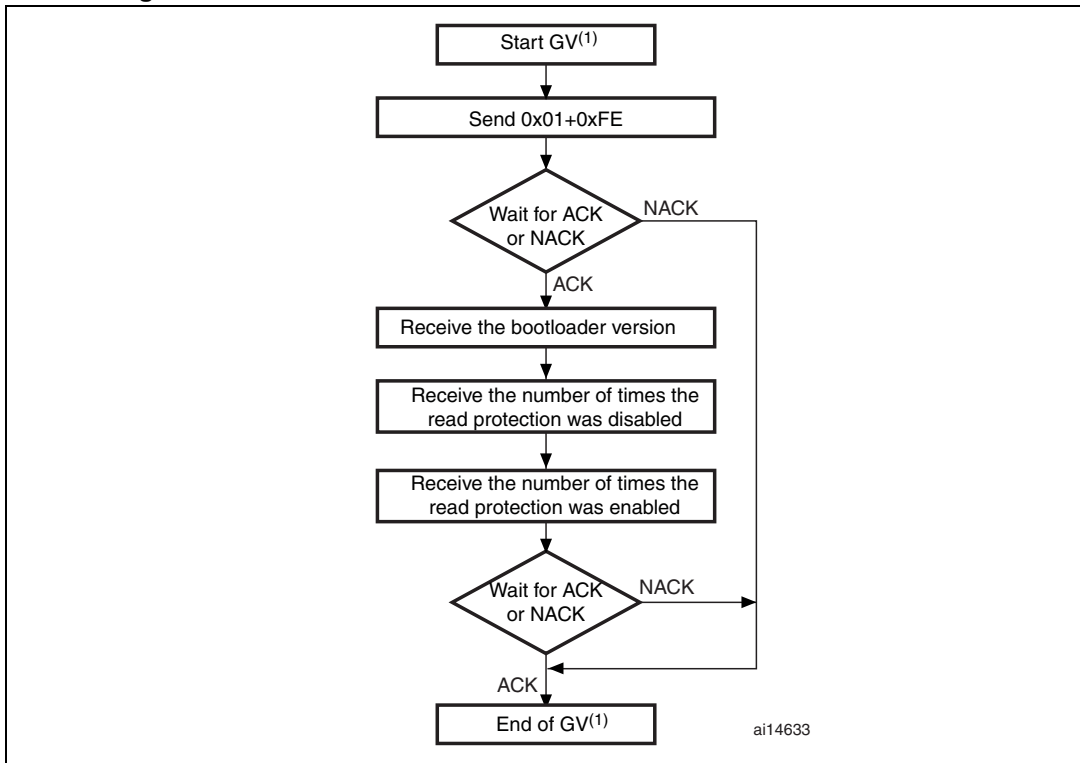 Start GV(1)
Send 0x01+0xFE
Wait for ACK
or NACK
NACK
ACK
Receive the bootloader version
Receive the number of times the
read protection was disabled
Receive the number of times the
read protection was enabled
Wait for ACK
or NACK
NACK
ACK
End of GV(1)
ai14633